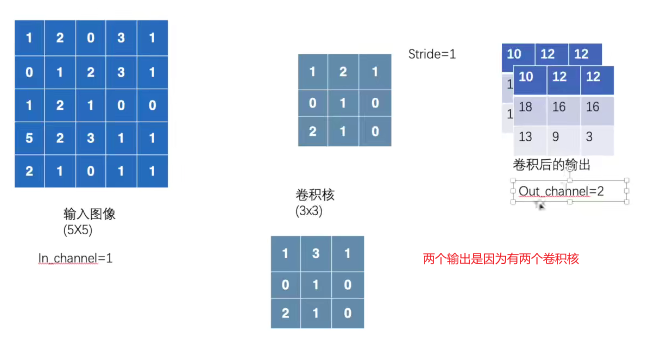 1 2 0 3 1
0 1 2 3 1
1 2 1 0 0
5 2 3 1 1
2 1 0 1 1
输入图像
(5X5)
In_channel=1
1 2 1
0 1 0
2 1 0
卷积核
(3x3)
1 3 1
0 1 0
2 1 0
Stride=1
10 12 12
1
1
10 12 12
18 16 16
13 9 3
卷积后的输出
Out_channel=2
两个输出是因为有两个卷积核